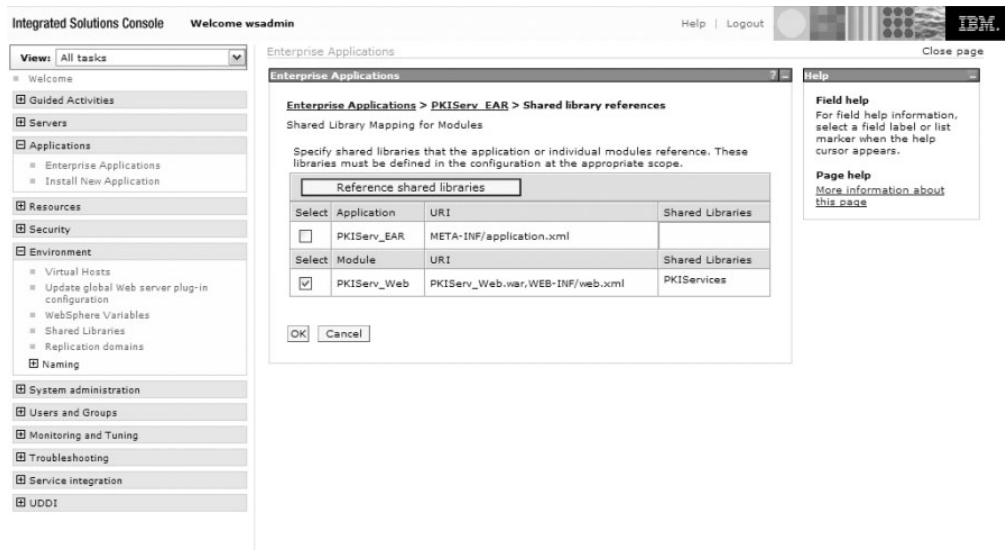 Integrated Solutions Console Welcome wsadmin Help | Logout IBM.
View: All tasks
Welcome
Guided Activities
Servers
Applications
Enterprise Applications
Install New Application
Resources
Security
Environment
Virtual Hosts
Update global Web server plug-in
configuration
WebSphere Variables
Shared Libraries
Replication domains
Naming
System administration
Users and Groups
Monitoring and Tuning
Troubleshooting
Service integration
UDDI
Enterprise Applications Close page
Enterprise Applications ? -
Enterprise Applications > PKIServ_EAR > Shared library references
Shared Library Mapping for Modules
Specify shared libraries that the application or individual modules reference. These
libraries must be defined in the configuration at the appropriate scope.
Reference shared libraries
Select Application URI Shared Libraries
PKIServ_EAR META-INF/application.xml
Select Module URI Shared Libraries
PKIServ_Web PKIServ_Web.war,WEB-INF/web.xml PKIServices
OK Cancel
Help -
Field help
For field help information,
select a field label or list
marker when the help
cursor appears.
Page help
More information about
this page